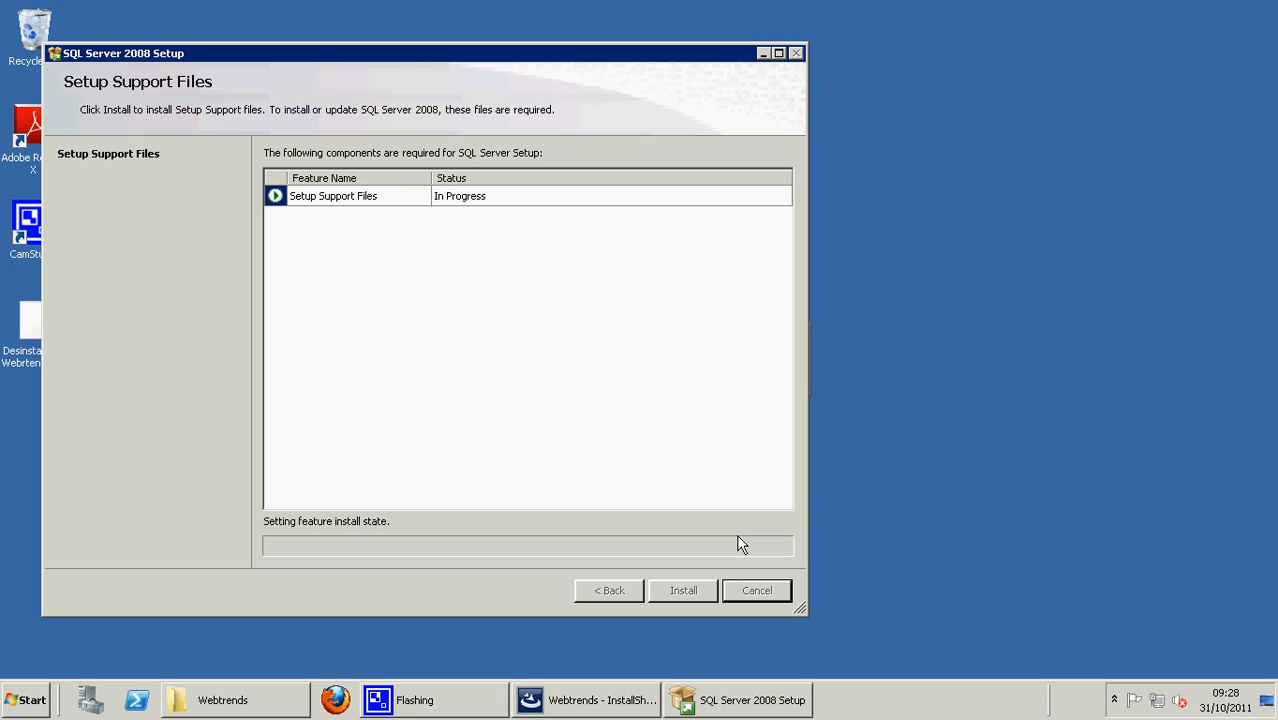 Recycle
SQL Server 2008 Setup
Setup Support Files
Click Install to install Setup Support files. To install or update SQL Server 2008, these files are required.
Setup Support Files
The following components are required for SQL Server Setup:
Feature Name Status
Setup Support Files In Progress
Adobe Re
X
CamStu
Desinsta
Webrten
Setting feature install state.
< Back Install Cancel
Start Webtrends Flashing Webtrends - InstallSh... SQL Server 2008 Setup
09:28
31/10/2011